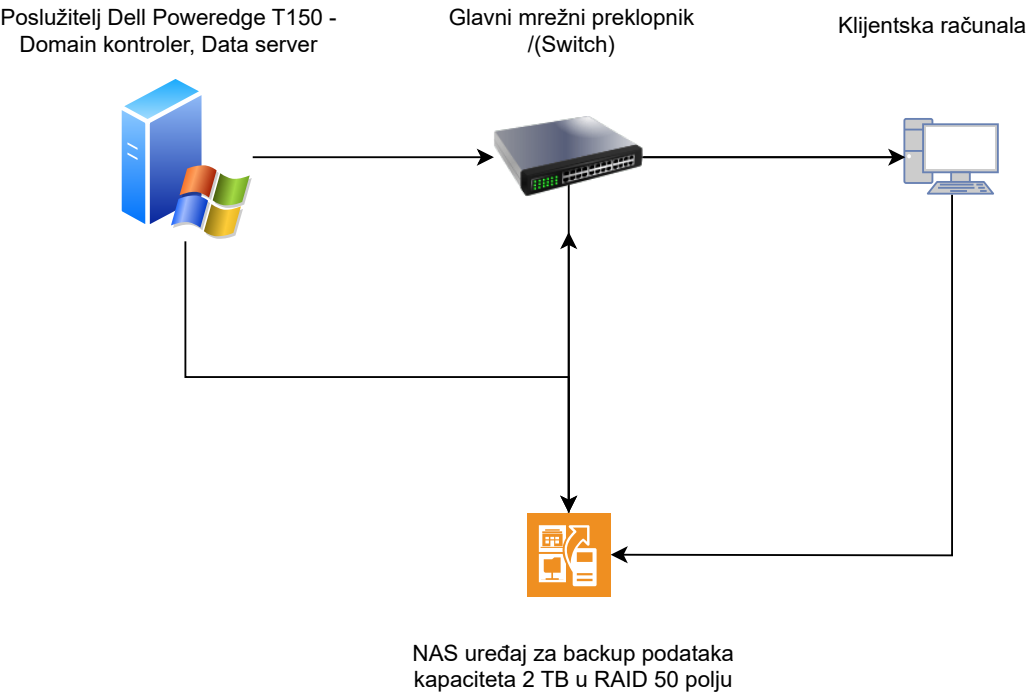 Poslužitelj Dell Poweredge T150 -
Domain kontroler, Data server
Glavni mrežni preklopnik
/(Switch)
Klijentska računala
NAS uređaj za backup podataka
kapaciteta 2 TB u RAID 50 polju